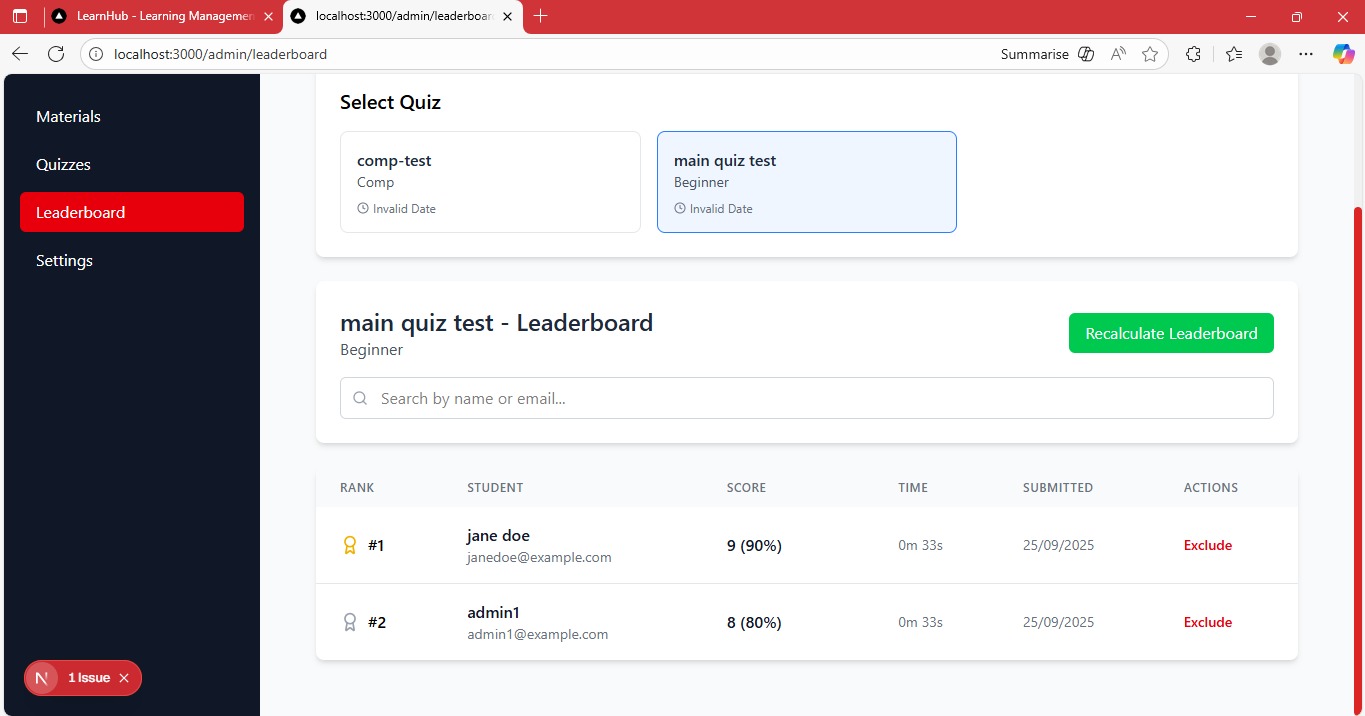 LearnHub - Learning Managemen
localhost:3000/admin/leaderboar
localhost:3000/admin/leaderboard
Summarise
Materials
Quizzes
Leaderboard
Settings
Select Quiz
comp-test
Comp
Invalid Date
main quiz test
Beginner
Invalid Date
main quiz test - Leaderboard
Beginner
Recalculate Leaderboard
Search by name or email...
RANK STUDENT SCORE TIME SUBMITTED ACTIONS
#1 jane doe 9 (90%) 0m 33s 25/09/2025 Exclude
janedoe@example.com
#2 admin1 8 (80%) 0m 33s 25/09/2025 Exclude
admin1@example.com
N 1 Issue